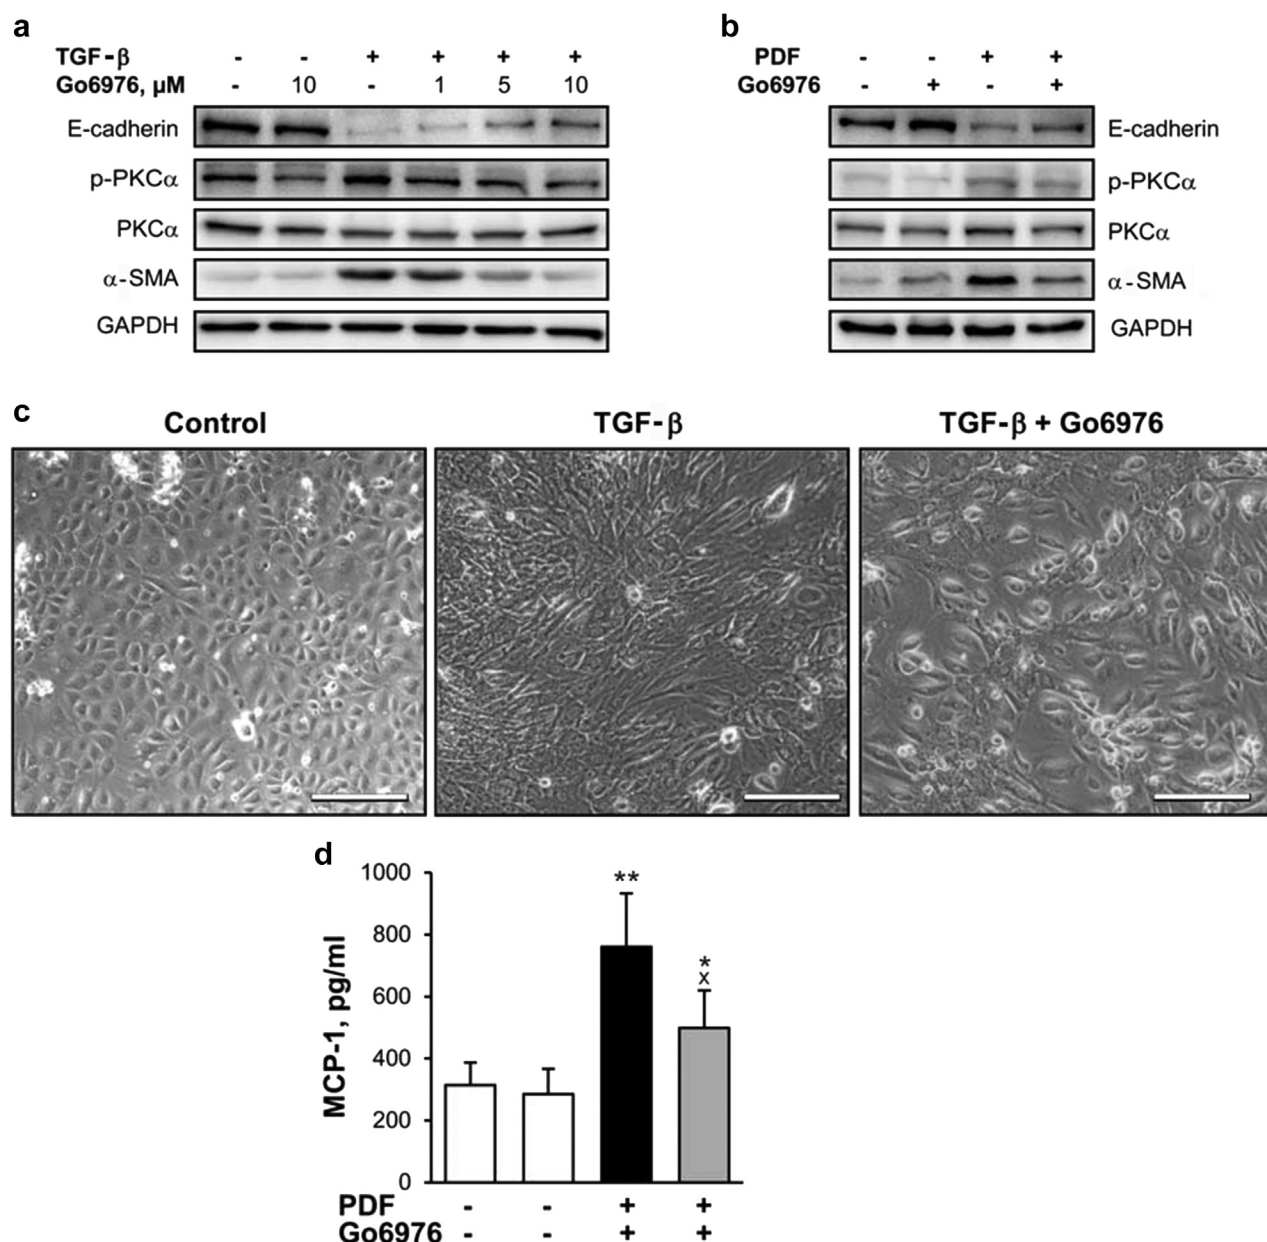 a
TGF-β - - + + + +
Go6976, µM - 10 - 1 5 10
E-cadherin
p-PKCα
PKCα
α-SMA
GAPDH
b
PDF - - + +
Go6976 - + - +
E-cadherin
p-PKCα
PKCα
α-SMA
GAPDH
c
Control TGF-β TGF-β + Go6976
d
MCP-1, pg/ml
1000
800
600
400
200
0
**
*
x
PDF - - + +
Go6976 - - + +